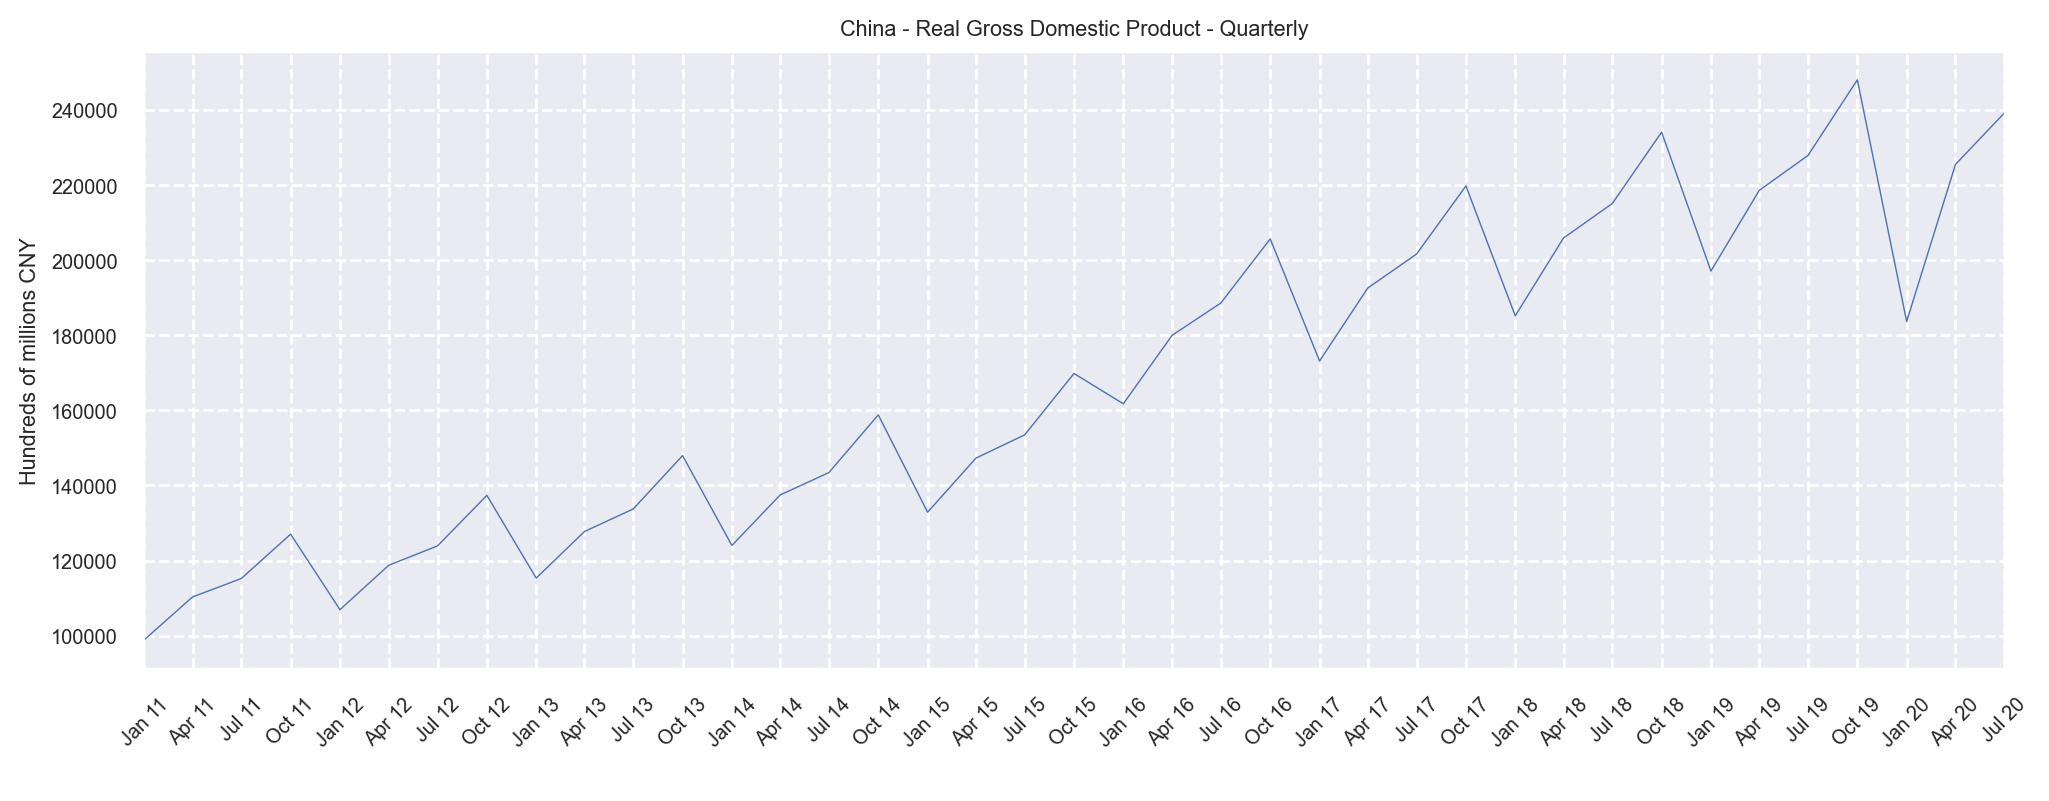 China - Real Gross Domestic Product - Quarterly
Hundreds of millions CNY
240000
220000
200000
180000
160000
140000
120000
100000
Jan 11
Apr 11
Jul 11
Oct 11
Jan 12
Apr 12
Jul 12
Oct 12
Jan 13
Apr 13
Jul 13
Oct 13
Jan 14
Apr 14
Jul 14
Oct 14
Jan 15
Apr 15
Jul 15
Oct 15
Jan 16
Apr 16
Jul 16
Oct 16
Jan 17
Apr 17
Jul 17
Oct 17
Jan 18
Apr 18
Jul 18
Oct 18
Jan 19
Apr 19
Jul 19
Oct 19
Jan 20
Apr 20
Jul 20